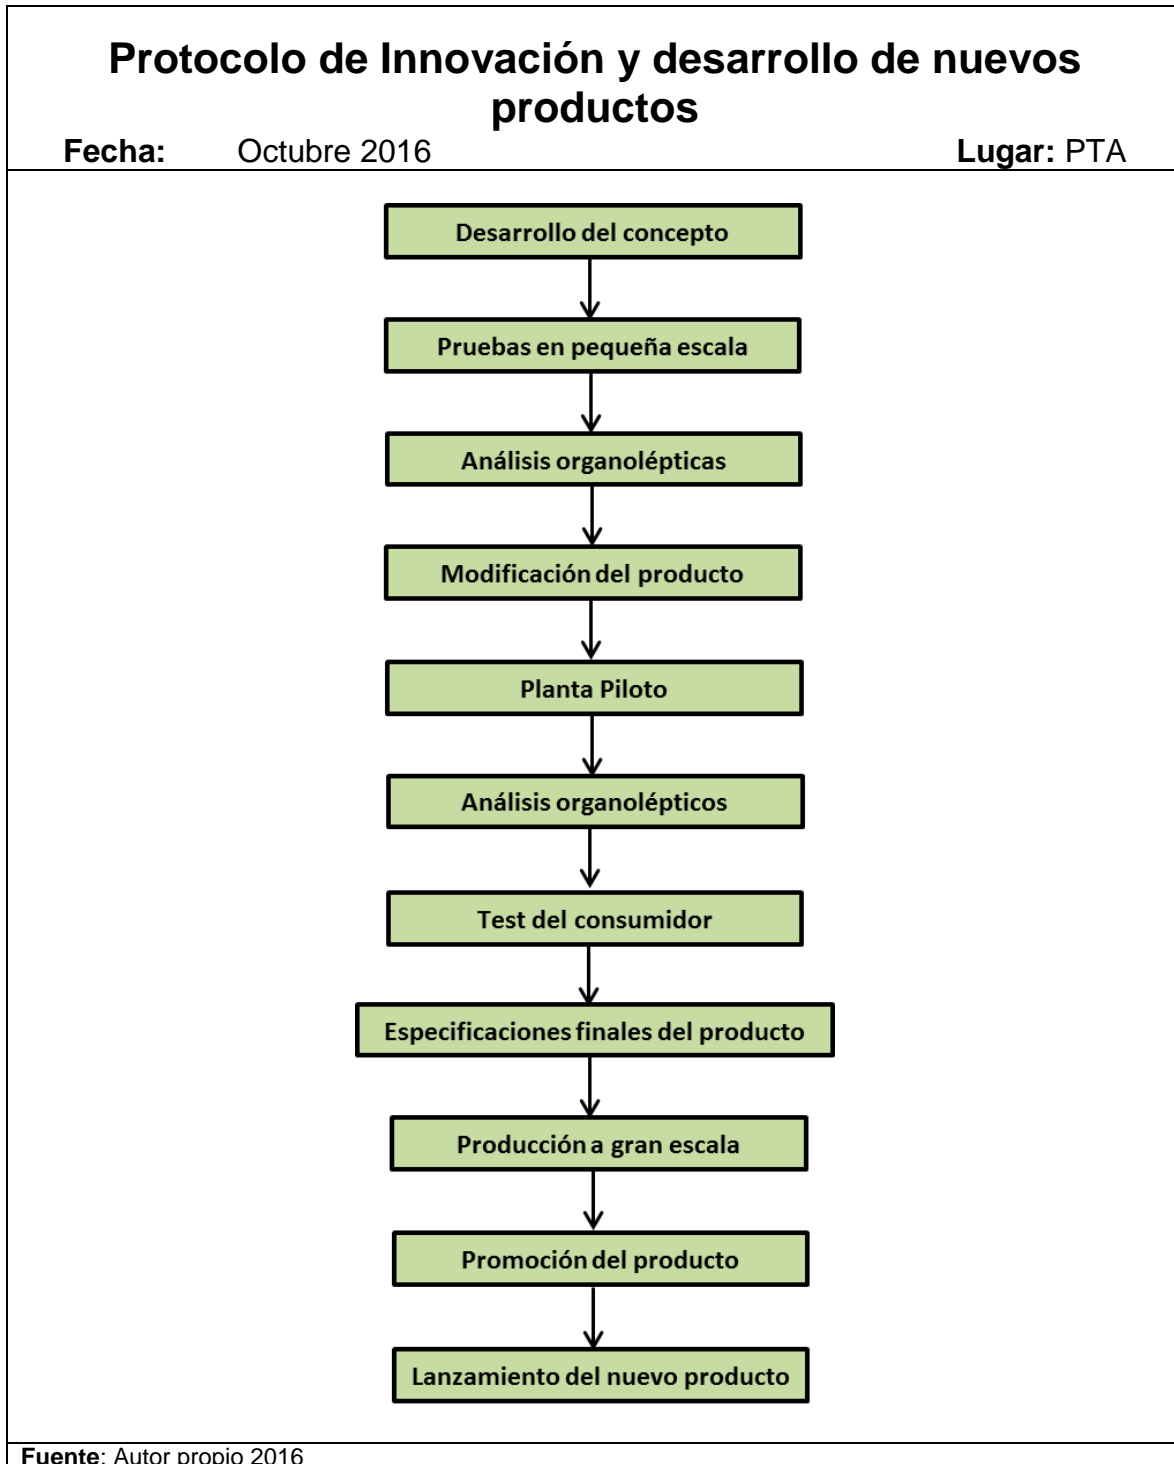 Protocolo de Innovación y desarrollo de nuevos
productos
Fecha: Octubre 2016 Lugar: PTA
Desarrollo del concepto
Pruebas en pequeña escala
Análisis organolépticas
Modificación del producto
Planta Piloto
Análisis organolépticos
Test del consumidor
Especificaciones finales del producto
Producción a gran escala
Promoción del producto
Lanzamiento del nuevo producto
Fuente: Autor propio 2016